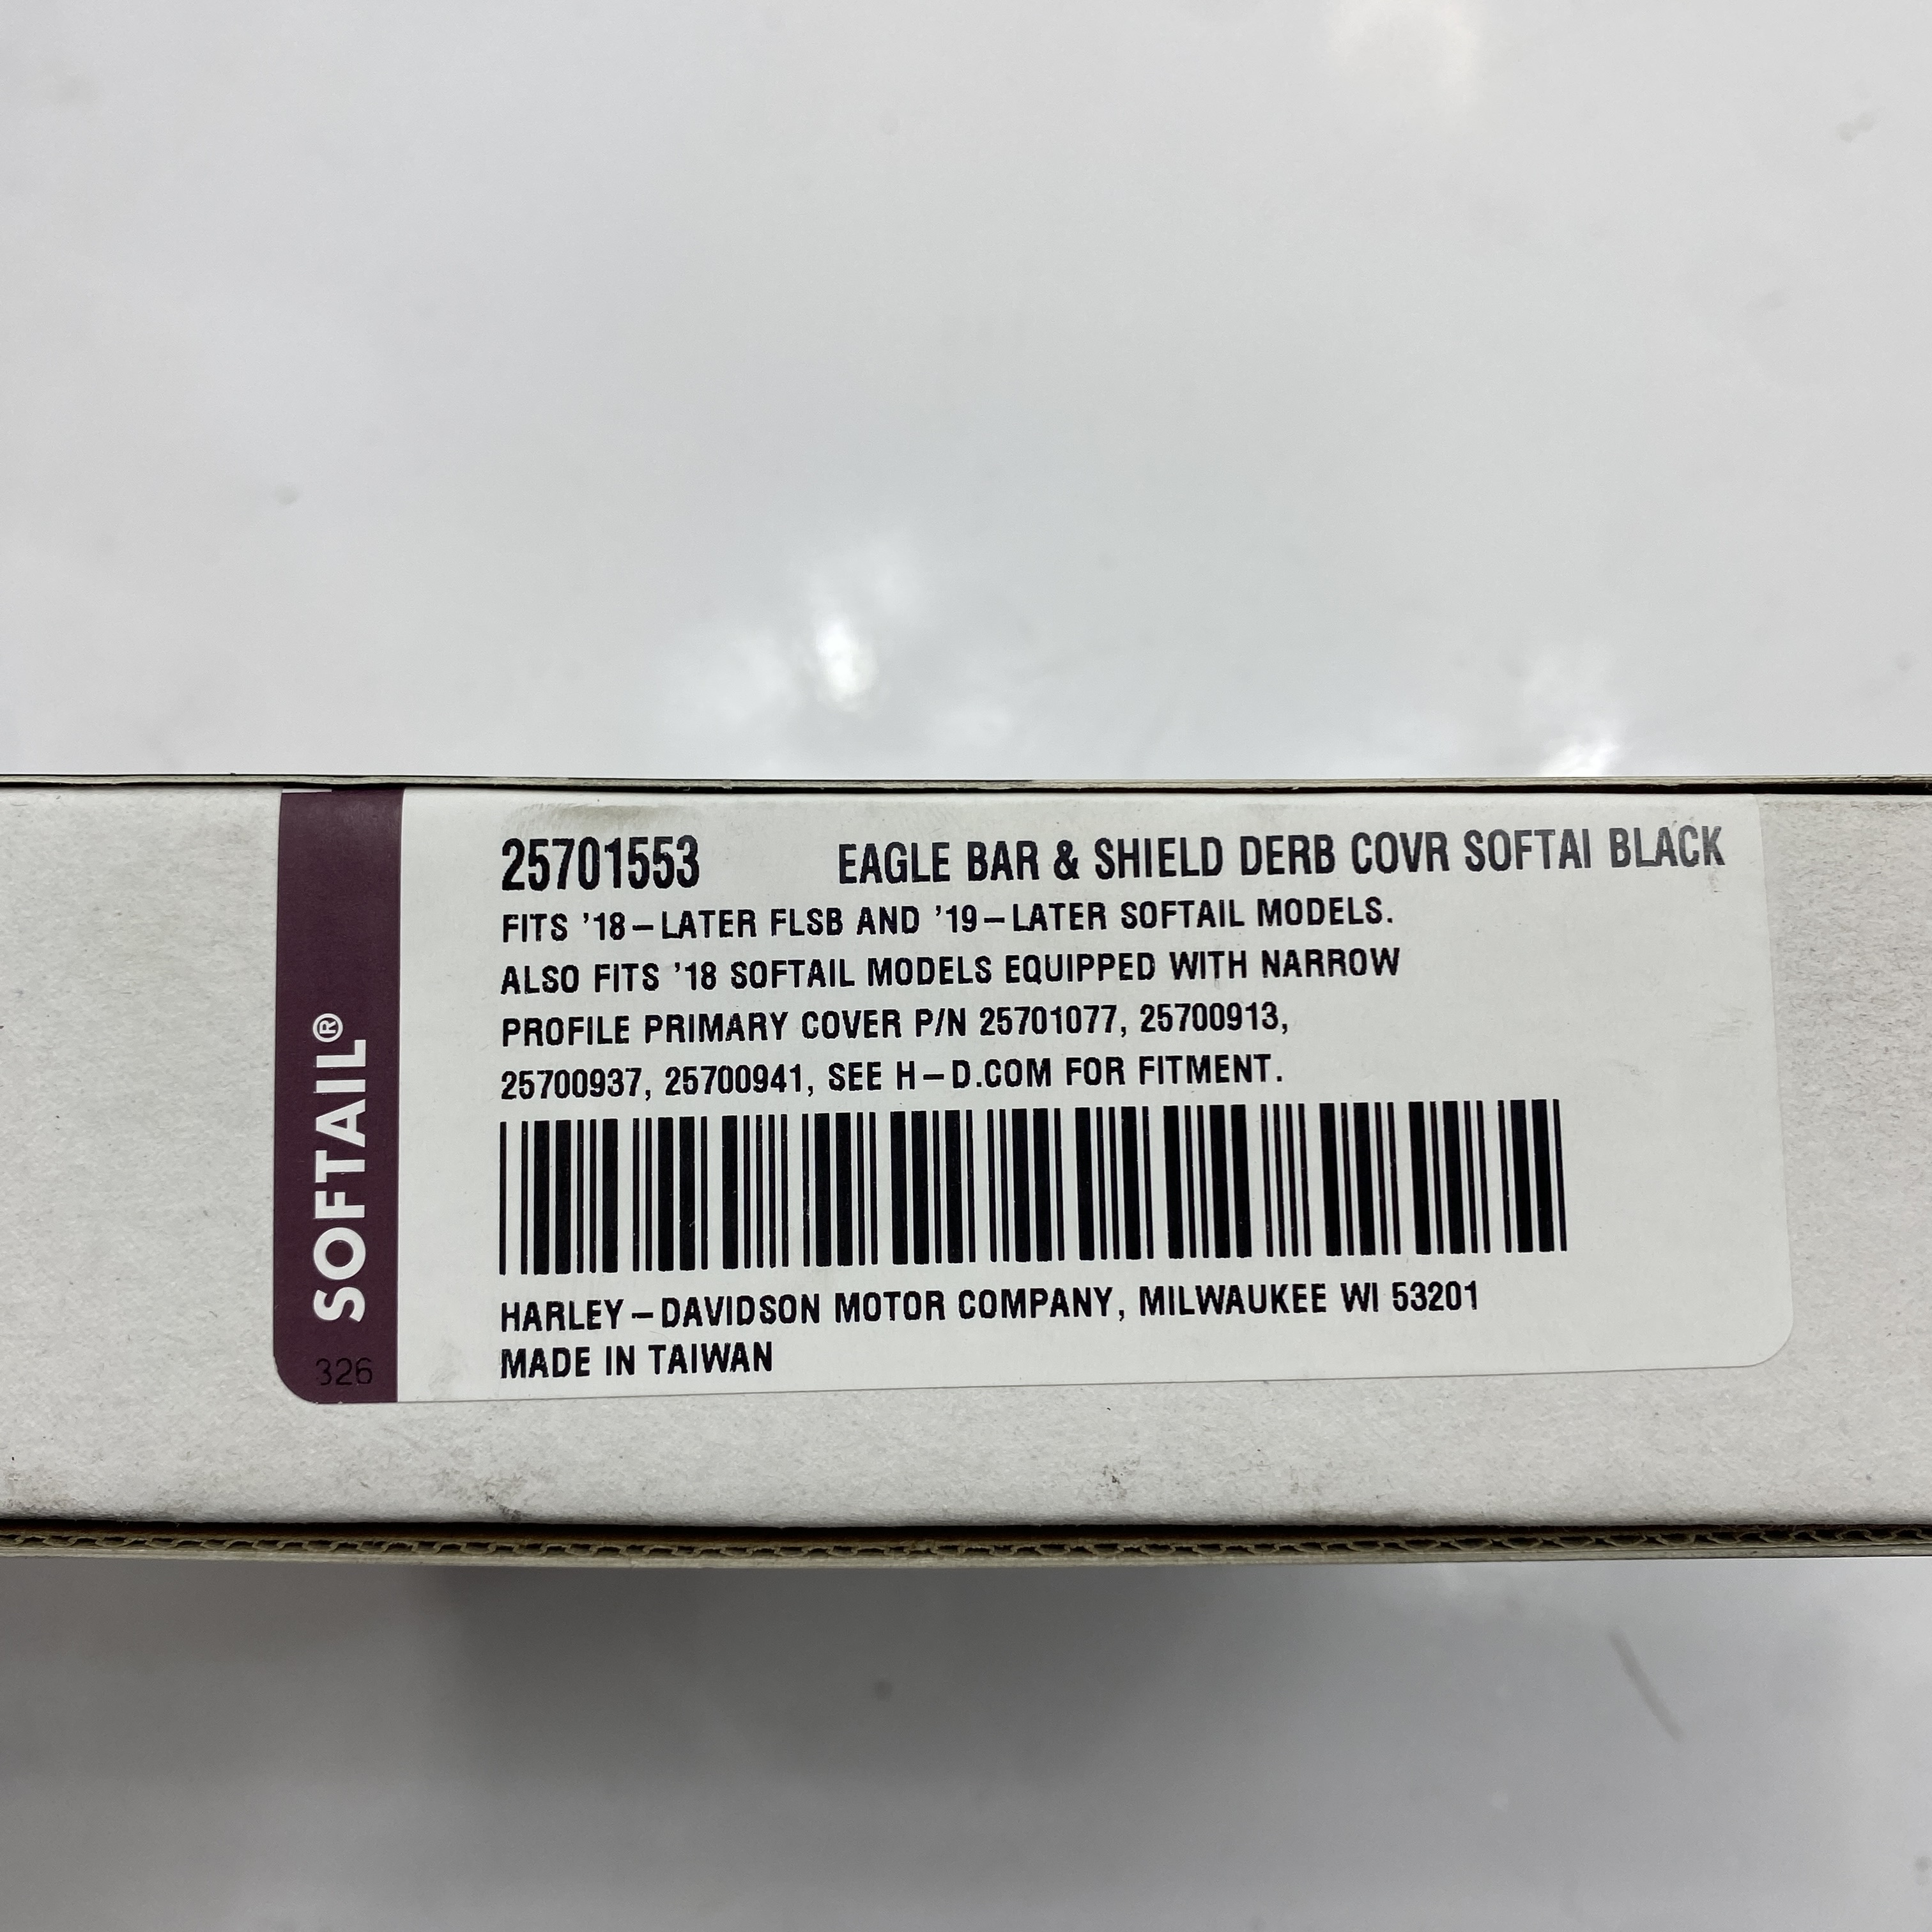 25701553 EAGLE BAR & SHIELD DERB COVR SOFTAI BLACK
FITS '18-LATER FLSB AND '19-LATER SOFTAIL MODELS.
ALSO FITS '18 SOFTAIL MODELS EQUIPPED WITH NARROW
PROFILE PRIMARY COVER P/N 25701077, 25700913,
25700937, 25700941, SEE H-D.COM FOR FITMENT.
HARLEY-DAVIDSON MOTOR COMPANY, MILWAUKEE WI 53201
MADE IN TAIWAN
SOFTAIL®
326